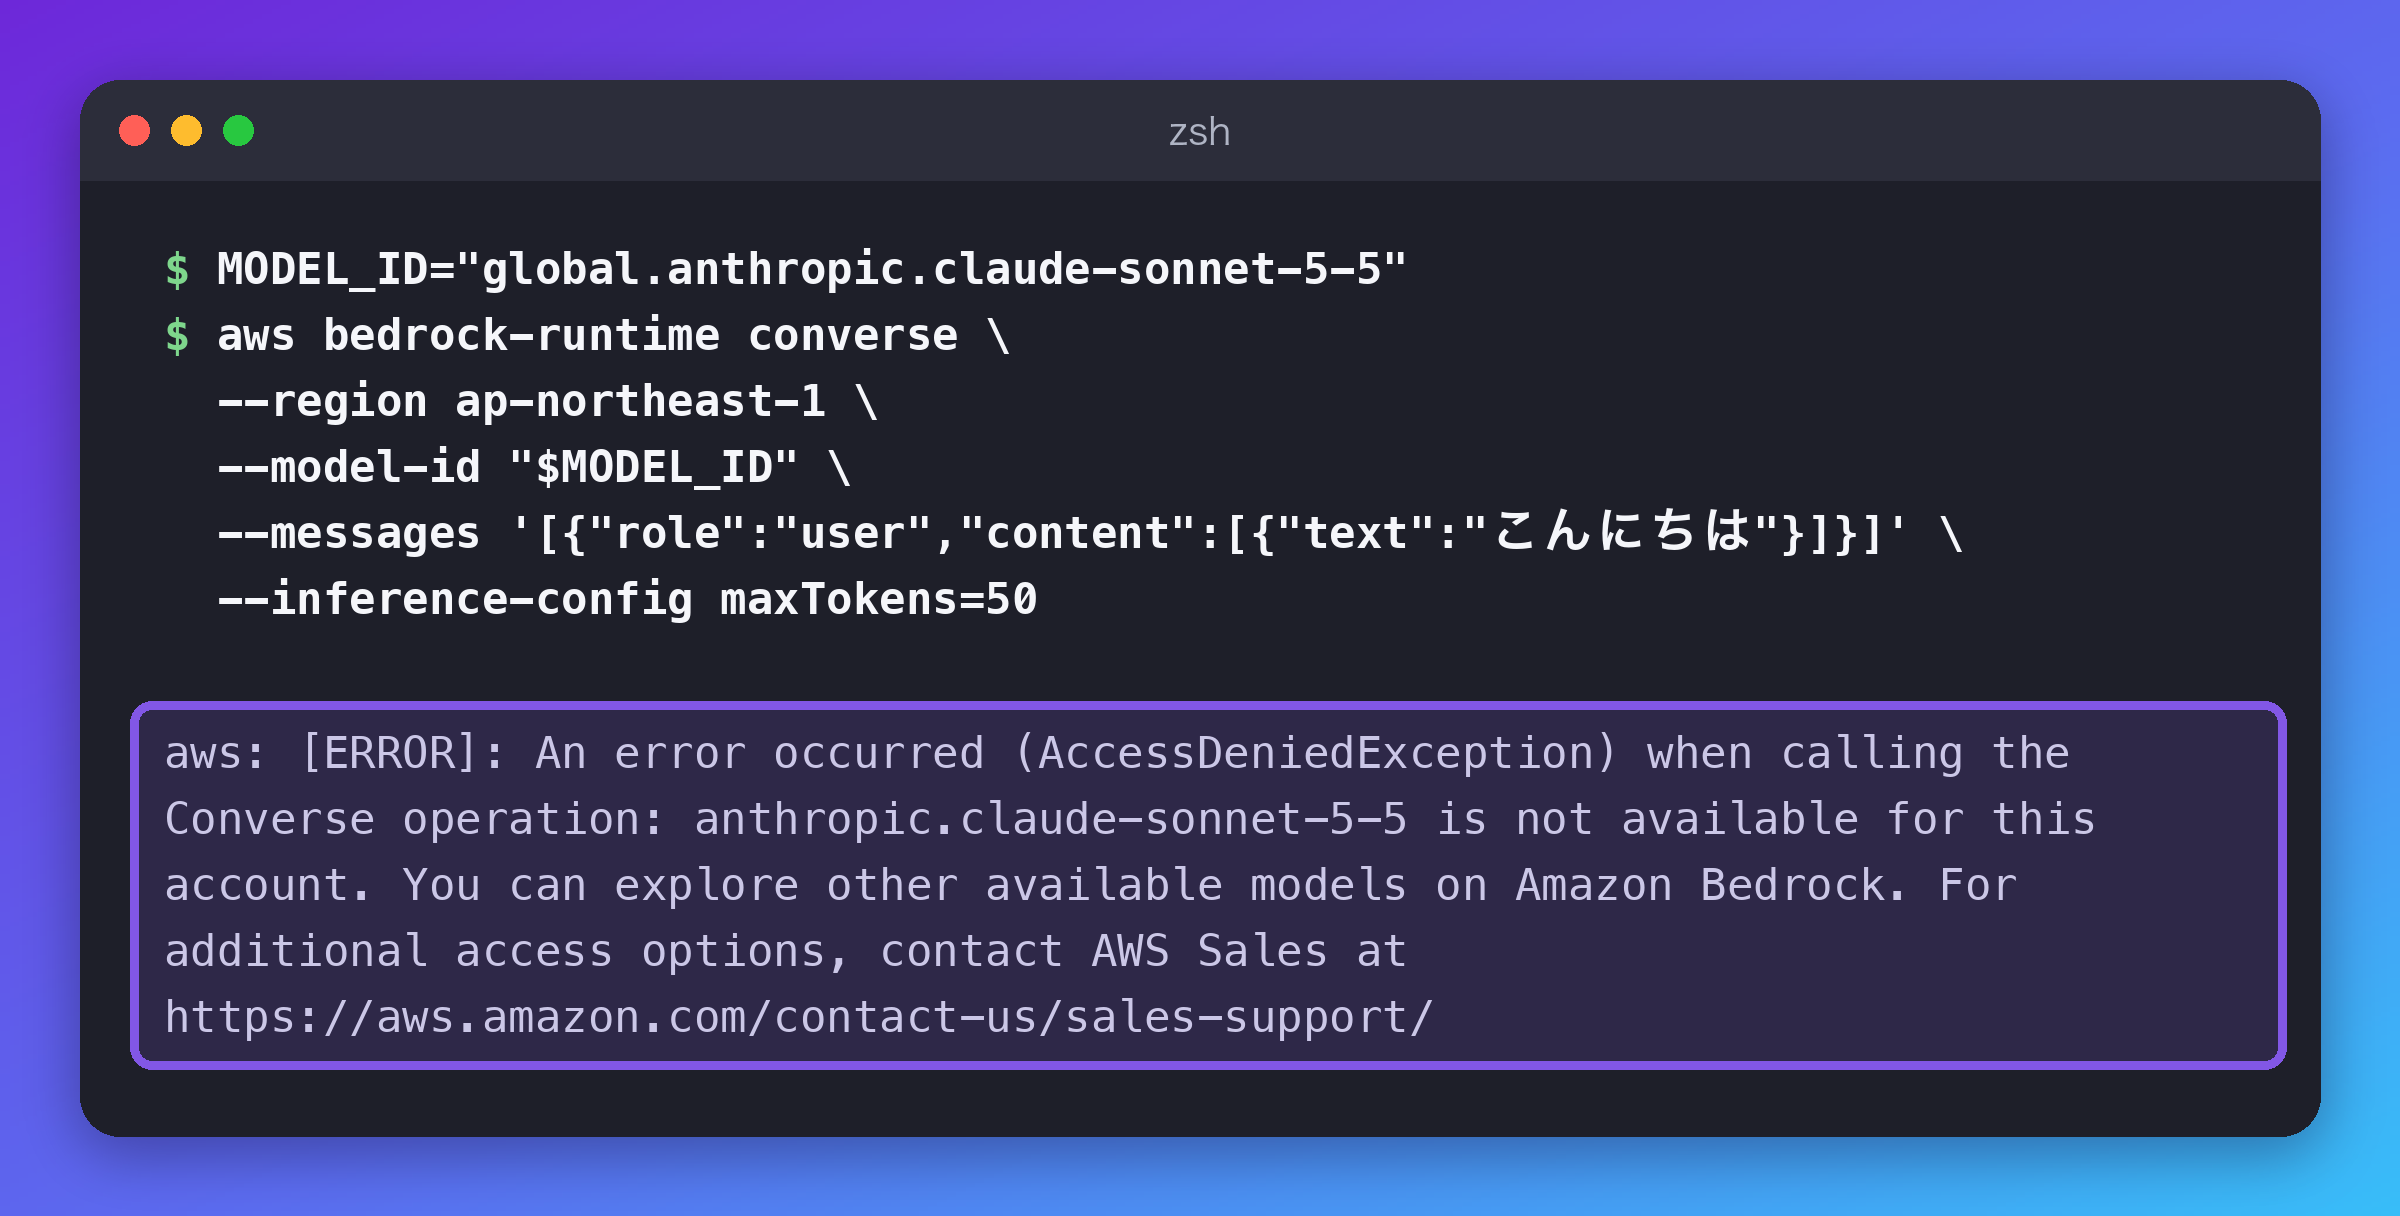 zsh
$ MODEL_ID="global.anthropic.claude-sonnet-5-5"
$ aws bedrock-runtime converse \
--region ap-northeast-1 \
--model-id "$MODEL_ID" \
--messages '[{"role":"user","content":[{"text":"こんにちは"}]}]' \
--inference-config maxTokens=50
aws: [ERROR]: An error occurred (AccessDeniedException) when calling the
Converse operation: anthropic.claude-sonnet-5-5 is not available for this
account. You can explore other available models on Amazon Bedrock. For
additional access options, contact AWS Sales at
https://aws.amazon.com/contact-us/sales-support/